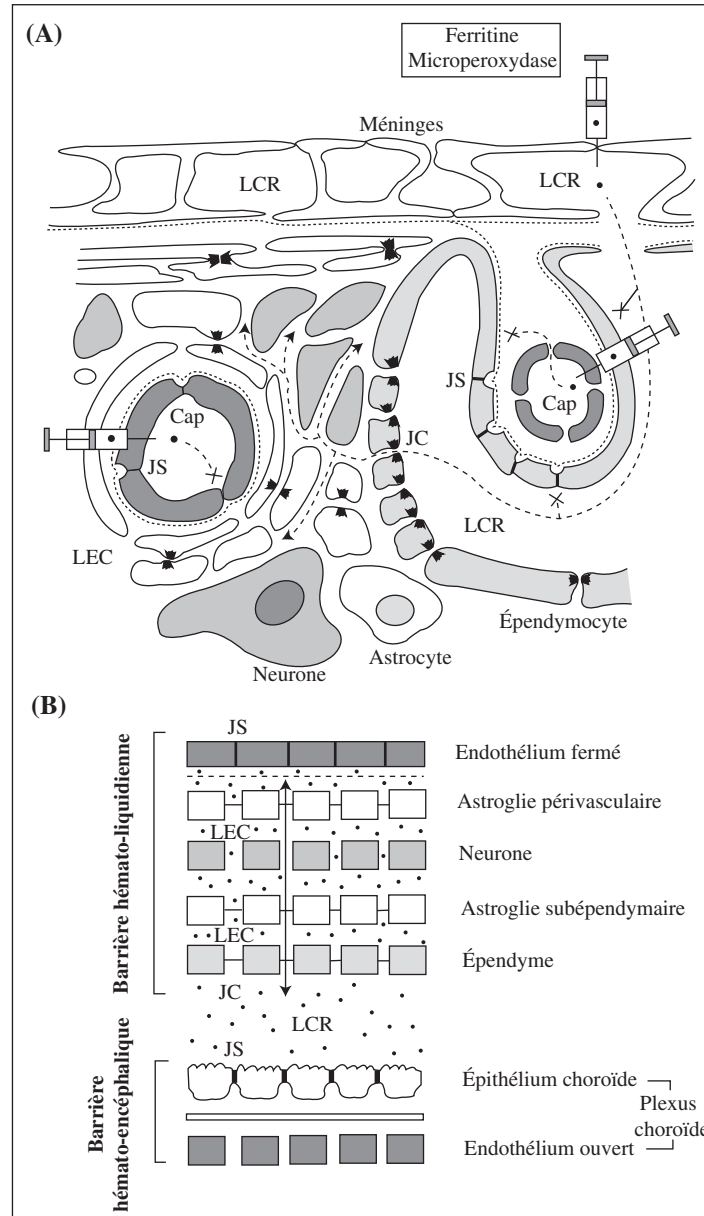 (A)
Ferritine
Microperoxydase
Méninges
LCR
LCR
JS
Cap
Cap
JS
JC
LCR
LEC
Épendymocyte
Astrocyte
Neurone
(B)
JS
Barrière hémato-liquidienne
Endothélium fermé
Astroglie périvasculaire
LEC
Neurone
Astroglie subépendymaire
LEC
Épendyme
JC
LCR
JS
Barrière
hémato-encéphalique
Épithélium choroïde
Plexus
choroïde
Endothélium ouvert